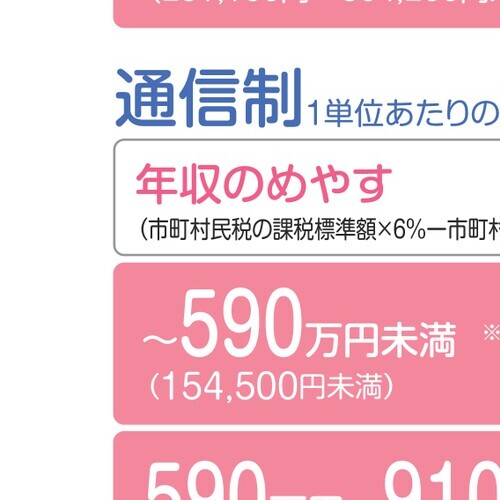 通信制 1単位あたりの
年収のめやす
（市町村民税の課税標準額×6%ー市町村
～590万円未満 ※
（154,500円未満）
590 910